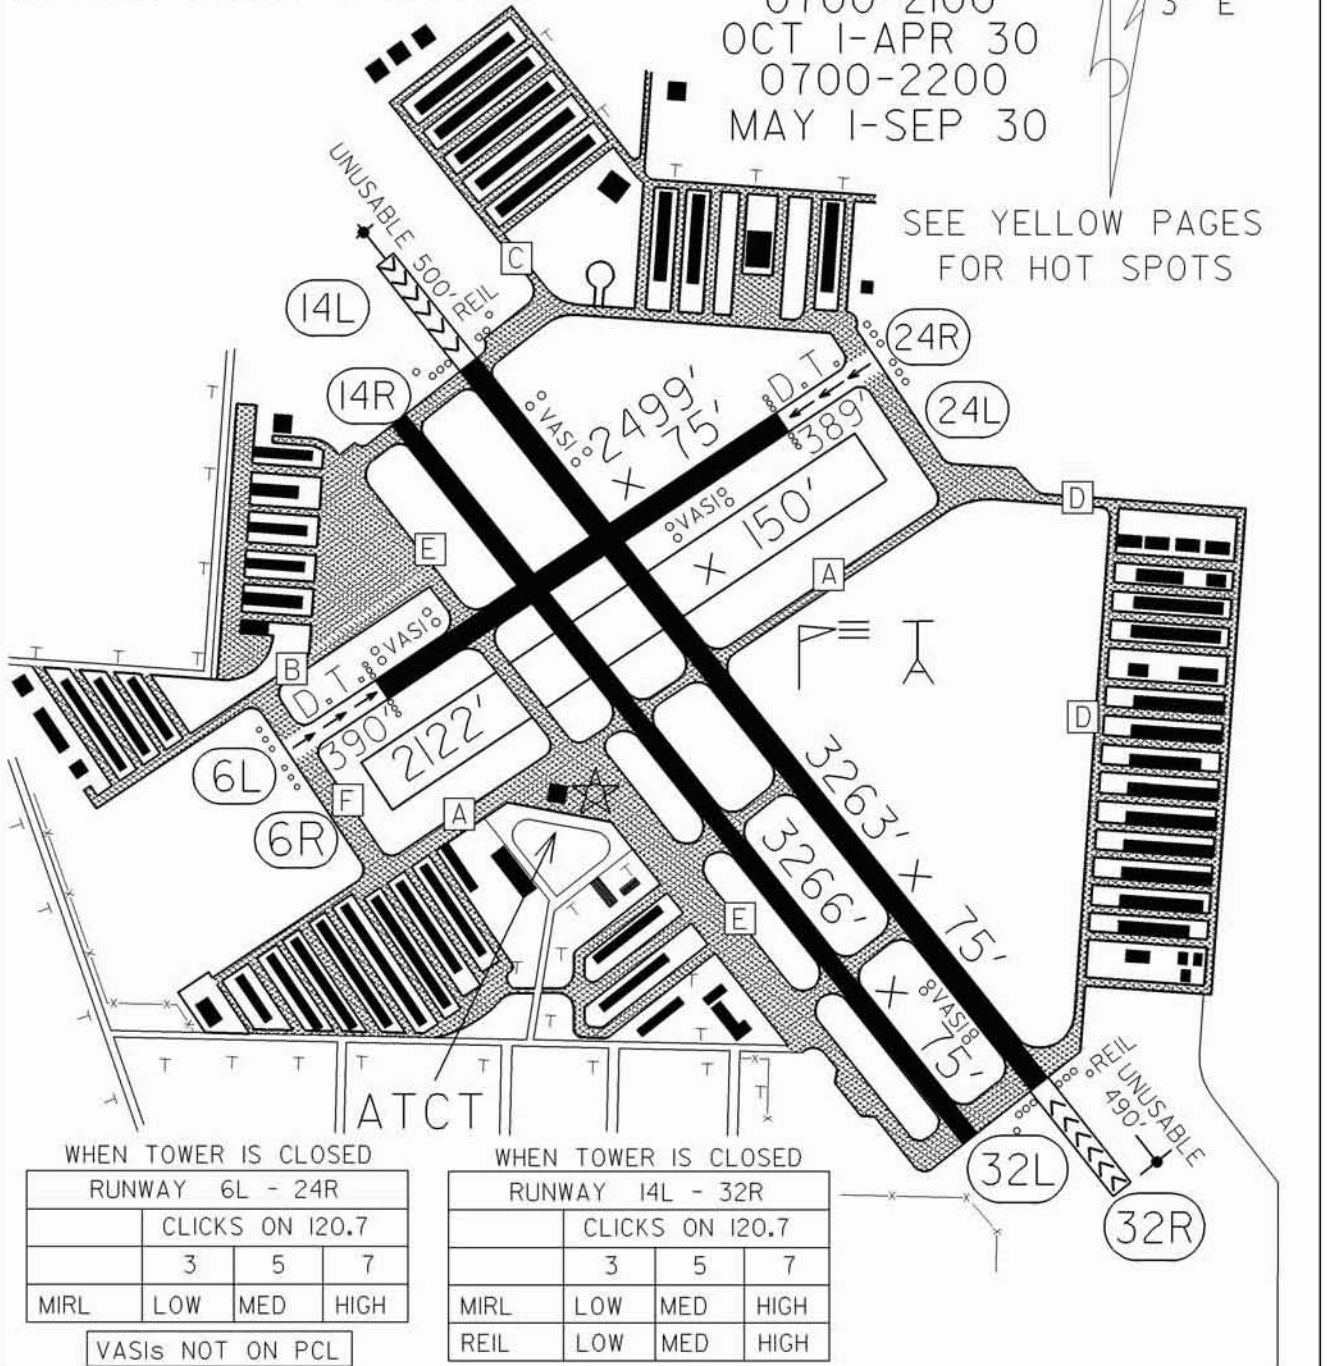 0700-2100
OCT 1-APR 30
0700-2200
MAY 1-SEP 30
3° E
SEE YELLOW PAGES
FOR HOT SPOTS
UNUSABLE 500'
REIL
C
14L
14R
24R
24L
D.T.
389'
VASI
2499'
X 75'
VASI
X 150'
D
A
E
B
D.T.
VASI
390'
2122'
6L
F
6R
A
D
3263' X 75'
3266'
X 75'
E
VASI
REIL
UNUSABLE
490'
ATCT
32L
32R
WHEN TOWER IS CLOSED
RUNWAY 6L - 24R
CLICKS ON 120.7
3 5 7
MIRL LOW MED HIGH
VASIs NOT ON PCL
WHEN TOWER IS CLOSED
RUNWAY 14L - 32R
CLICKS ON 120.7
3 5 7
MIRL LOW MED HIGH
REIL LOW MED HIGH